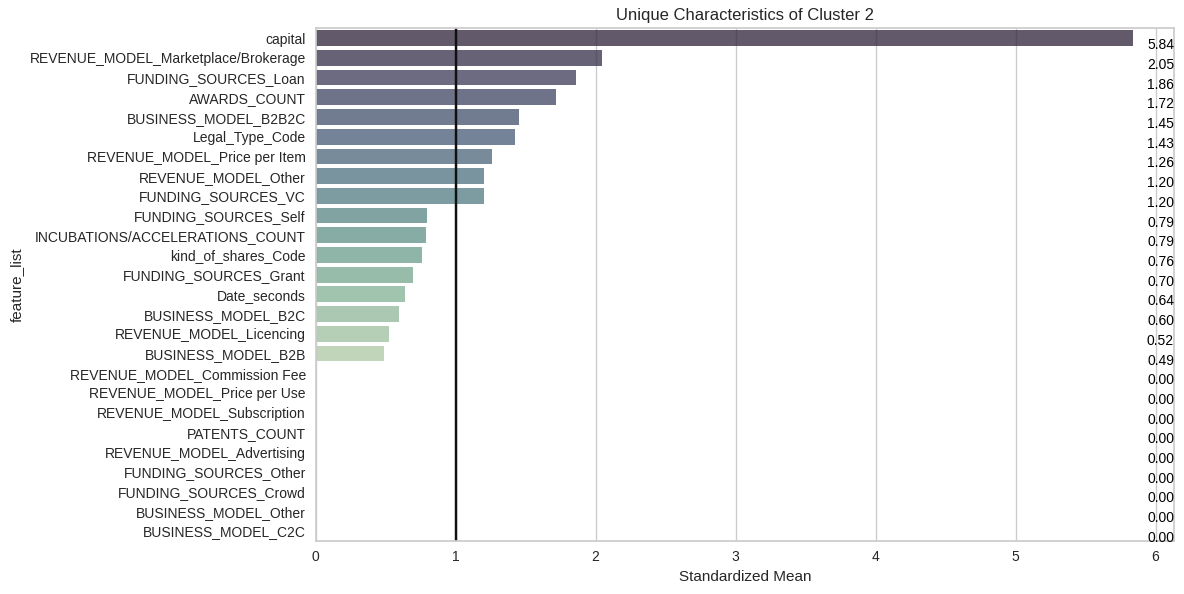 Unique Characteristics of Cluster 2
feature_list
capital 5.84
REVENUE_MODEL_Marketplace/Brokerage 2.05
FUNDING_SOURCES_Loan 1.86
AWARDS_COUNT 1.72
BUSINESS_MODEL_B2B2C 1.45
Legal_Type_Code 1.43
REVENUE_MODEL_Price per Item 1.26
REVENUE_MODEL_Other 1.20
FUNDING_SOURCES_VC 1.20
FUNDING_SOURCES_Self 0.79
INCUBATIONS/ACCELERATIONS_COUNT 0.79
kind_of_shares_Code 0.76
FUNDING_SOURCES_Grant 0.70
Date_seconds 0.64
BUSINESS_MODEL_B2C 0.60
REVENUE_MODEL_Licencing 0.52
BUSINESS_MODEL_B2B 0.49
REVENUE_MODEL_Commission Fee 0.00
REVENUE_MODEL_Price per Use 0.00
REVENUE_MODEL_Subscription 0.00
PATENTS_COUNT 0.00
REVENUE_MODEL_Advertising 0.00
FUNDING_SOURCES_Other 0.00
FUNDING_SOURCES_Crowd 0.00
BUSINESS_MODEL_Other 0.00
BUSINESS_MODEL_C2C 0.00
0 1 2 3 4 5 6
Standardized Mean